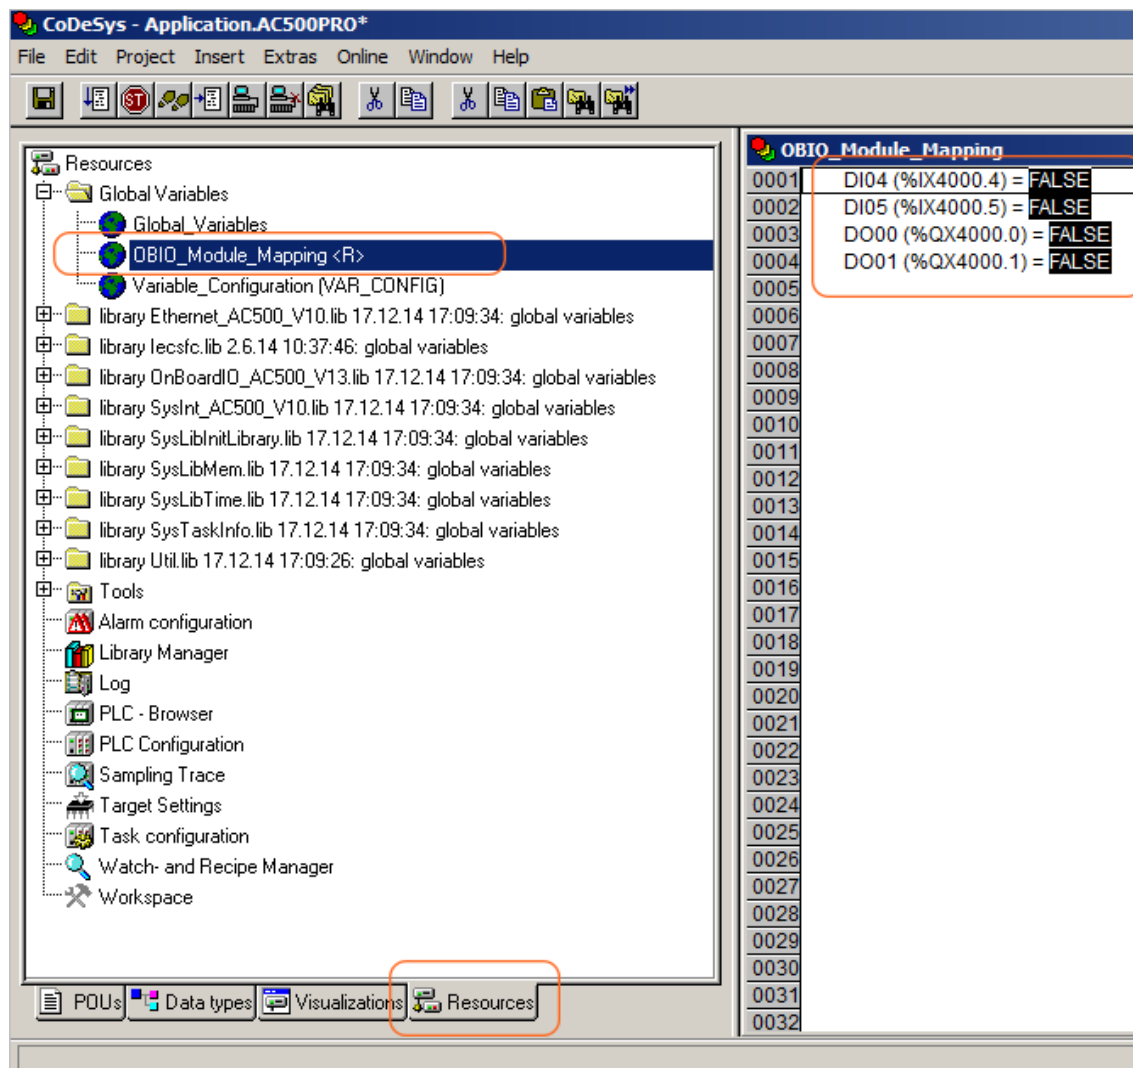 CoDeSys - Application.AC500PRO*
File Edit Project Insert Extras Online Window Help
ST
Resources
Global Variables
Global_Variables
OBIO_Module_Mapping <R>
Variable_Configuration (VAR_CONFIG)
library Ethernet_AC500_V10.lib 17.12.14 17:09:34: global variables
library Iecsfc.lib 2.6.14 10:37:46: global variables
library OnBoardIO_AC500_V13.lib 17.12.14 17:09:34: global variables
library SysInt_AC500_V10.lib 17.12.14 17:09:34: global variables
library SysLibInitLibrary.lib 17.12.14 17:09:34: global variables
library SysLibMem.lib 17.12.14 17:09:34: global variables
library SysLibTime.lib 17.12.14 17:09:34: global variables
library SysTaskInfo.lib 17.12.14 17:09:34: global variables
library Util.lib 17.12.14 17:09:26: global variables
Tools
Alarm configuration
Library Manager
Log
PLC - Browser
PLC Configuration
Sampling Trace
Target Settings
Task configuration
Watch- and Recipe Manager
Workspace
POUs Data types Visualizations Resources
OBIO_Module_Mapping
0001 DI04 (%IX4000.4) = FALSE
0002 DI05 (%IX4000.5) = FALSE
0003 DO00 (%QX4000.0) = FALSE
0004 DO01 (%QX4000.1) = FALSE
0005
0006
0007
0008
0009
0010
0011
0012
0013
0014
0015
0016
0017
0018
0019
0020
0021
0022
0023
0024
0025
0026
0027
0028
0029
0030
0031
0032